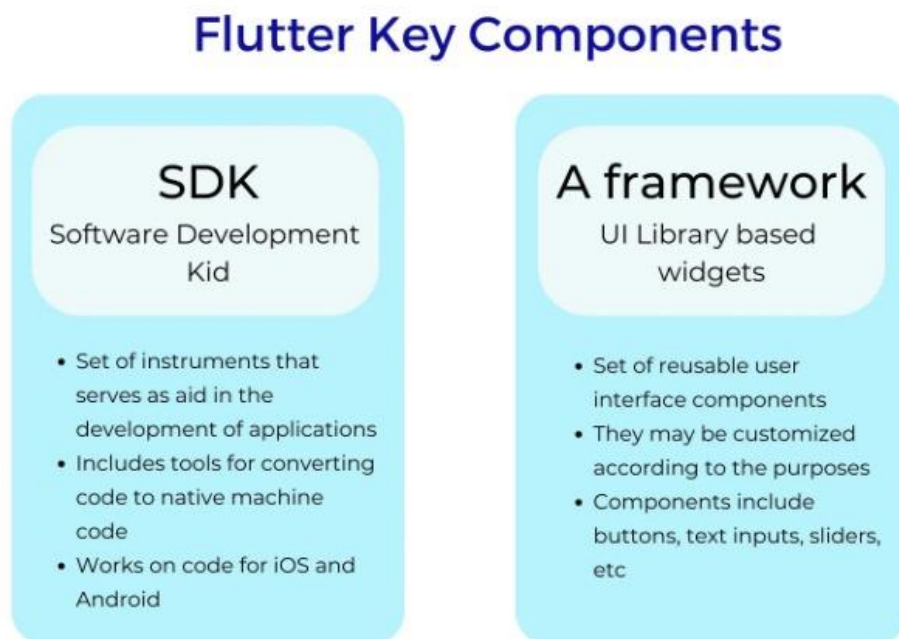 Flutter Key Components
SDK
Software Development
Kid
• Set of instruments that
serves as aid in the
development of applications
• Includes tools for converting
code to native machine
code
• Works on code for iOS and
Android
A framework
UI Library based
widgets
• Set of reusable user
interface components
• They may be customized
according to the purposes
• Components include
buttons, text inputs, sliders,
etc